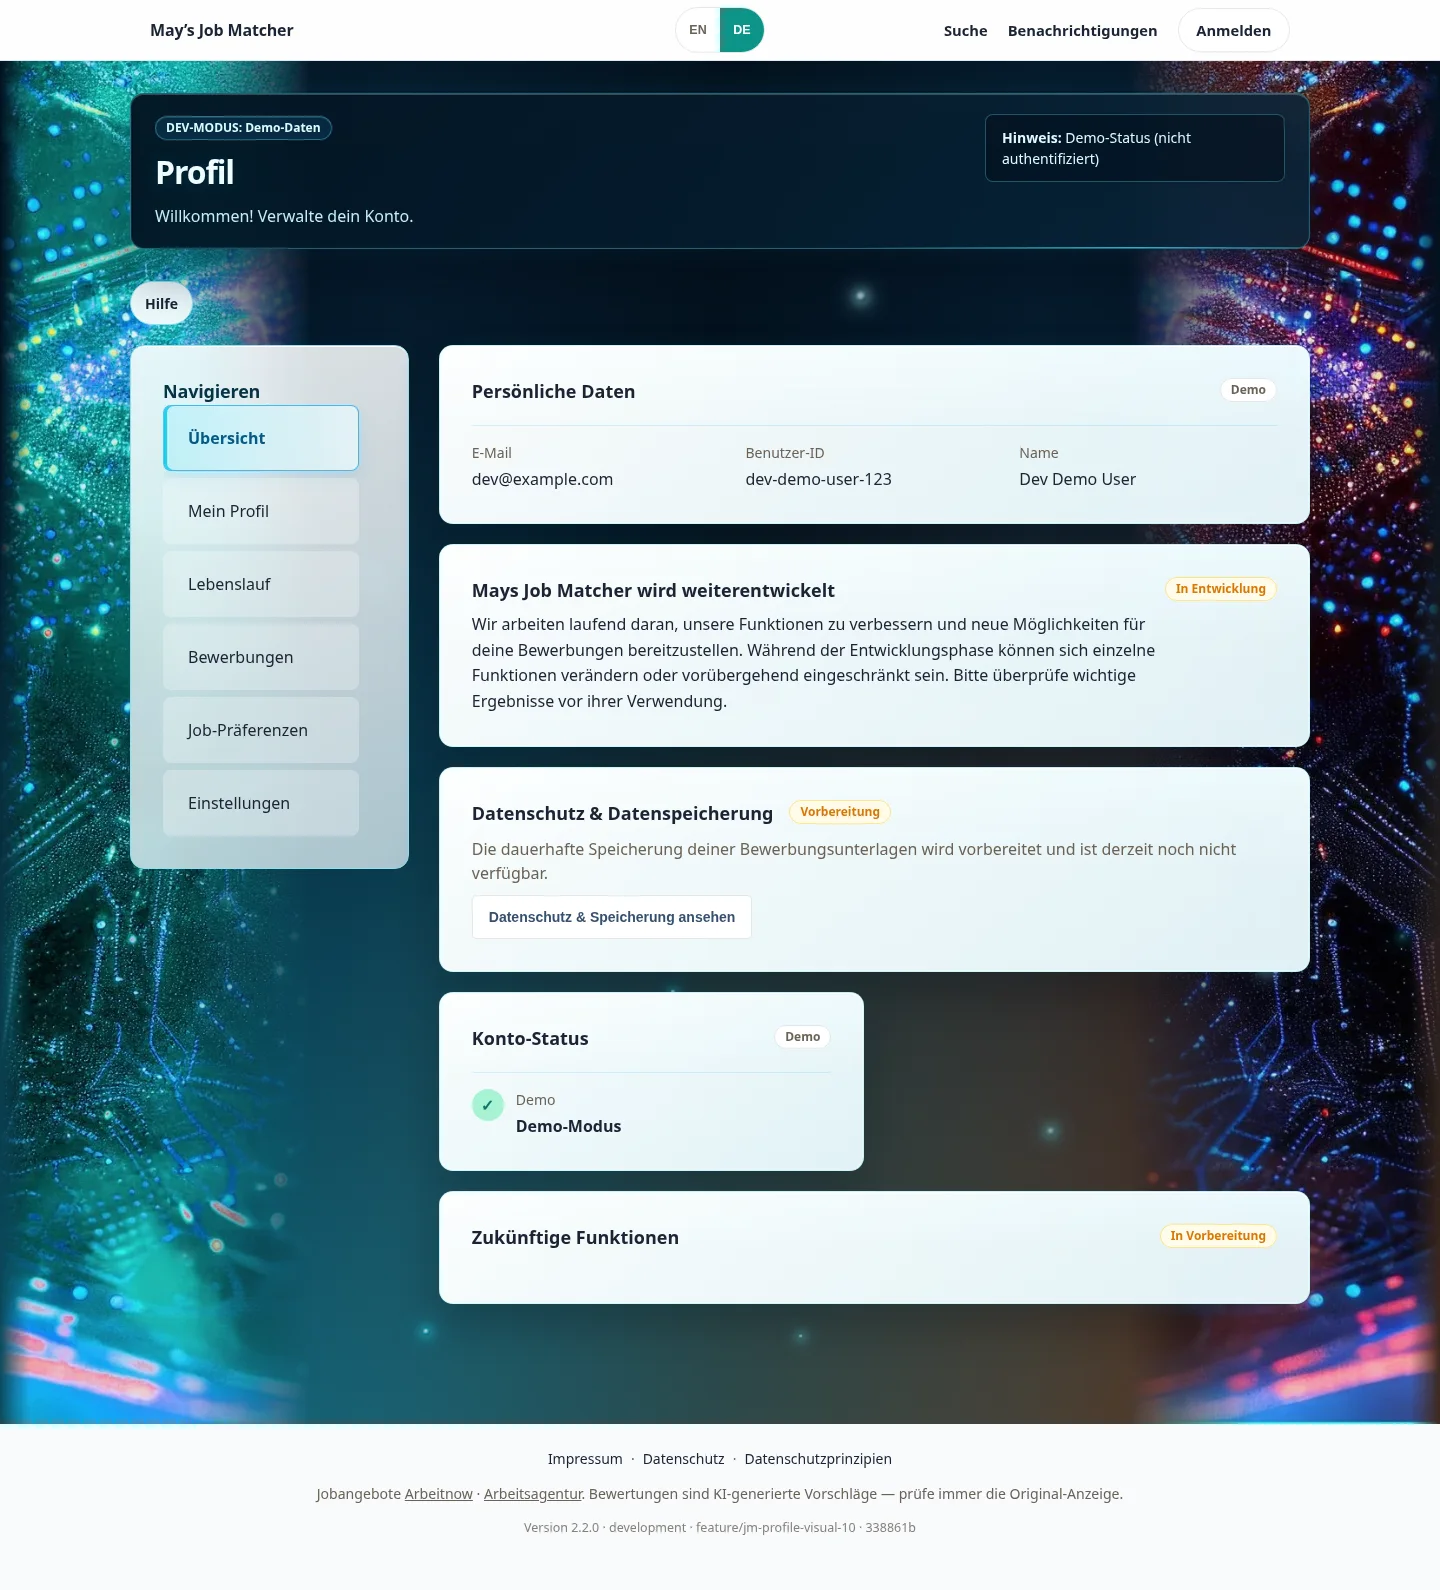 May’s Job Matcher
EN DE
Suche Benachrichtigungen Anmelden
DEV-MODUS: Demo-Daten
Profil
Willkommen! Verwalte dein Konto.
Hinweis: Demo-Status (nicht
authentifiziert)
Hilfe
Navigieren
Übersicht
Mein Profil
Lebenslauf
Bewerbungen
Job-Präferenzen
Einstellungen
Persönliche Daten Demo
E-Mail Benutzer-ID Name
dev@example.com dev-demo-user-123 Dev Demo User
Mays Job Matcher wird weiterentwickelt In Entwicklung
Wir arbeiten laufend daran, unsere Funktionen zu verbessern und neue Möglichkeiten für
deine Bewerbungen bereitzustellen. Während der Entwicklungsphase können sich einzelne
Funktionen verändern oder vorübergehend eingeschränkt sein. Bitte überprüfe wichtige
Ergebnisse vor ihrer Verwendung.
Datenschutz & Datenspeicherung Vorbereitung
Die dauerhafte Speicherung deiner Bewerbungsunterlagen wird vorbereitet und ist derzeit noch nicht
verfügbar.
Datenschutz & Speicherung ansehen
Konto-Status Demo
✓ Demo
Demo-Modus
Zukünftige Funktionen In Vorbereitung
Impressum · Datenschutz · Datenschutzprinzipien
Jobangebote Arbeitnow · Arbeitsagentur. Bewertungen sind KI-generierte Vorschläge — prüfe immer die Original-Anzeige.
Version 2.2.0 · development · feature/jm-profile-visual-10 · 338861b